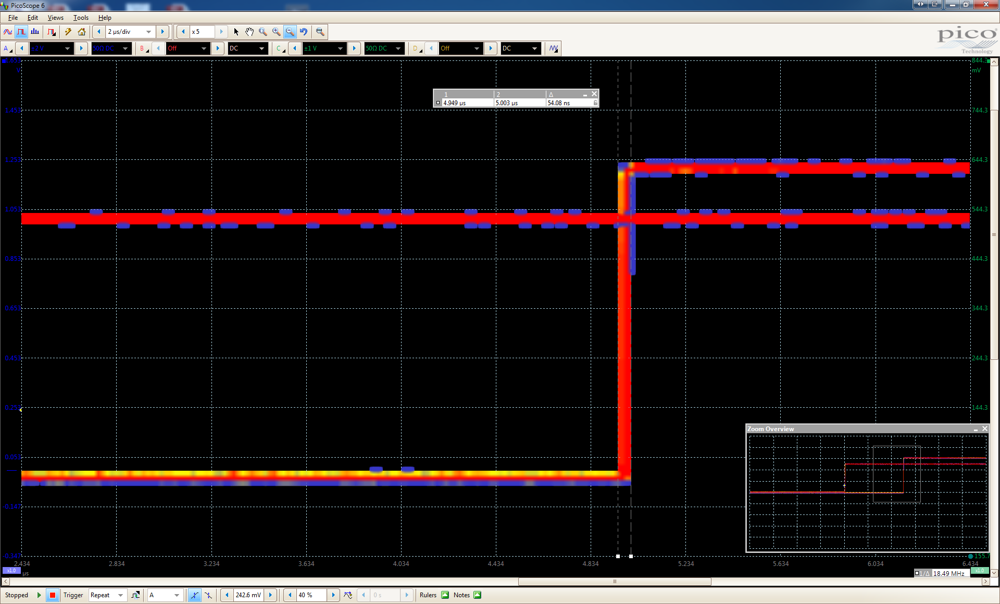 PicoScope 6
File Edit Views Tools Help
2 µs/div x 5
A ±2 V 50Ω DC B Off DC C ±1 V 50Ω DC D Off DC
pico
Technology
1.653 844.3
V mV
1 2 Δ
4.949 µs 5.003 µs 54.08 ns
1.453 744.3
1.253 644.3
1.053 544.3
0.853 444.3
0.653 344.3
0.453 244.3
0.253 144.3
Zoom Overview
0.053
-0.147
-0.347 -155.7
2.434 2.834 3.234 3.634 4.034 4.434 4.834 5.234 5.634 6.034 6.434
x1.0 µs 1/Δ 18.49 MHz x1.0
Stopped Trigger Repeat A 242.6 mV 40 % 0 s Rulers Notes